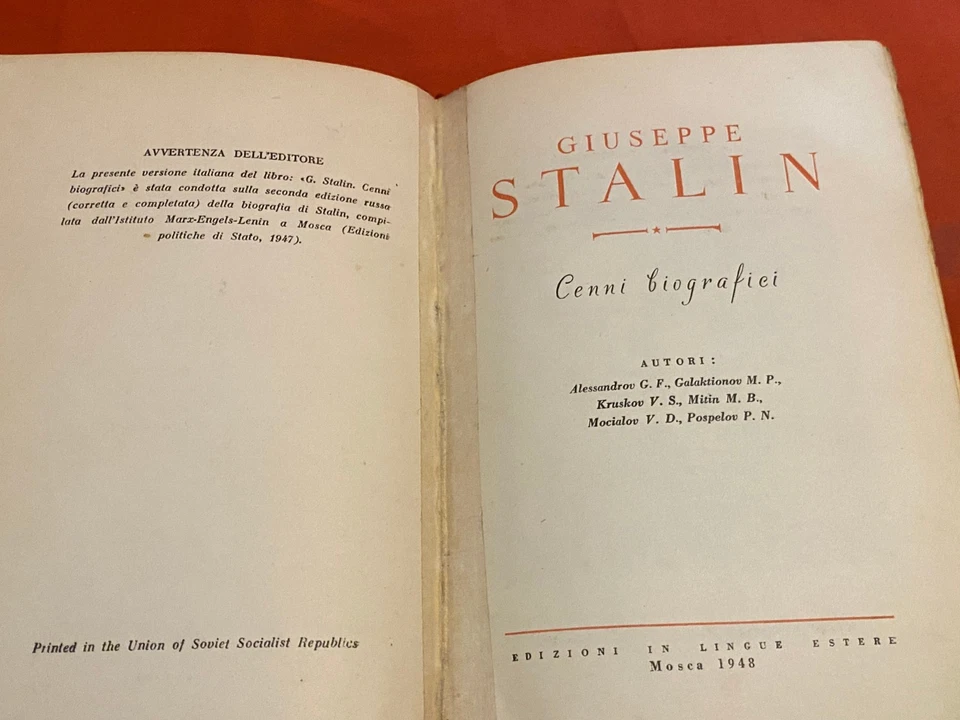 AVVERTENZA DELL'EDITORE
La presente versione italiana del libro: «G. Stalin. Cenni
biografici» è stata condotta sulla seconda edizione russa
(corretta e completata) della biografia di Stalin, compi-
lata dall'Istituto Marx-Engels-Lenin a Mosca (Edizioni
politiche di Stato, 1947).
Printed in the Union of Soviet Socialist Republics
GIUSEPPE
STALIN
Cenni biografici
AUTORI:
Alessandrov G. F., Galaktionov M. P.,
Kruskov V. S., Mitin M. B.,
Mocialov V. D., Pospelov P. N.
EDIZIONI IN LINGUE ESTERE
Mosca 1948